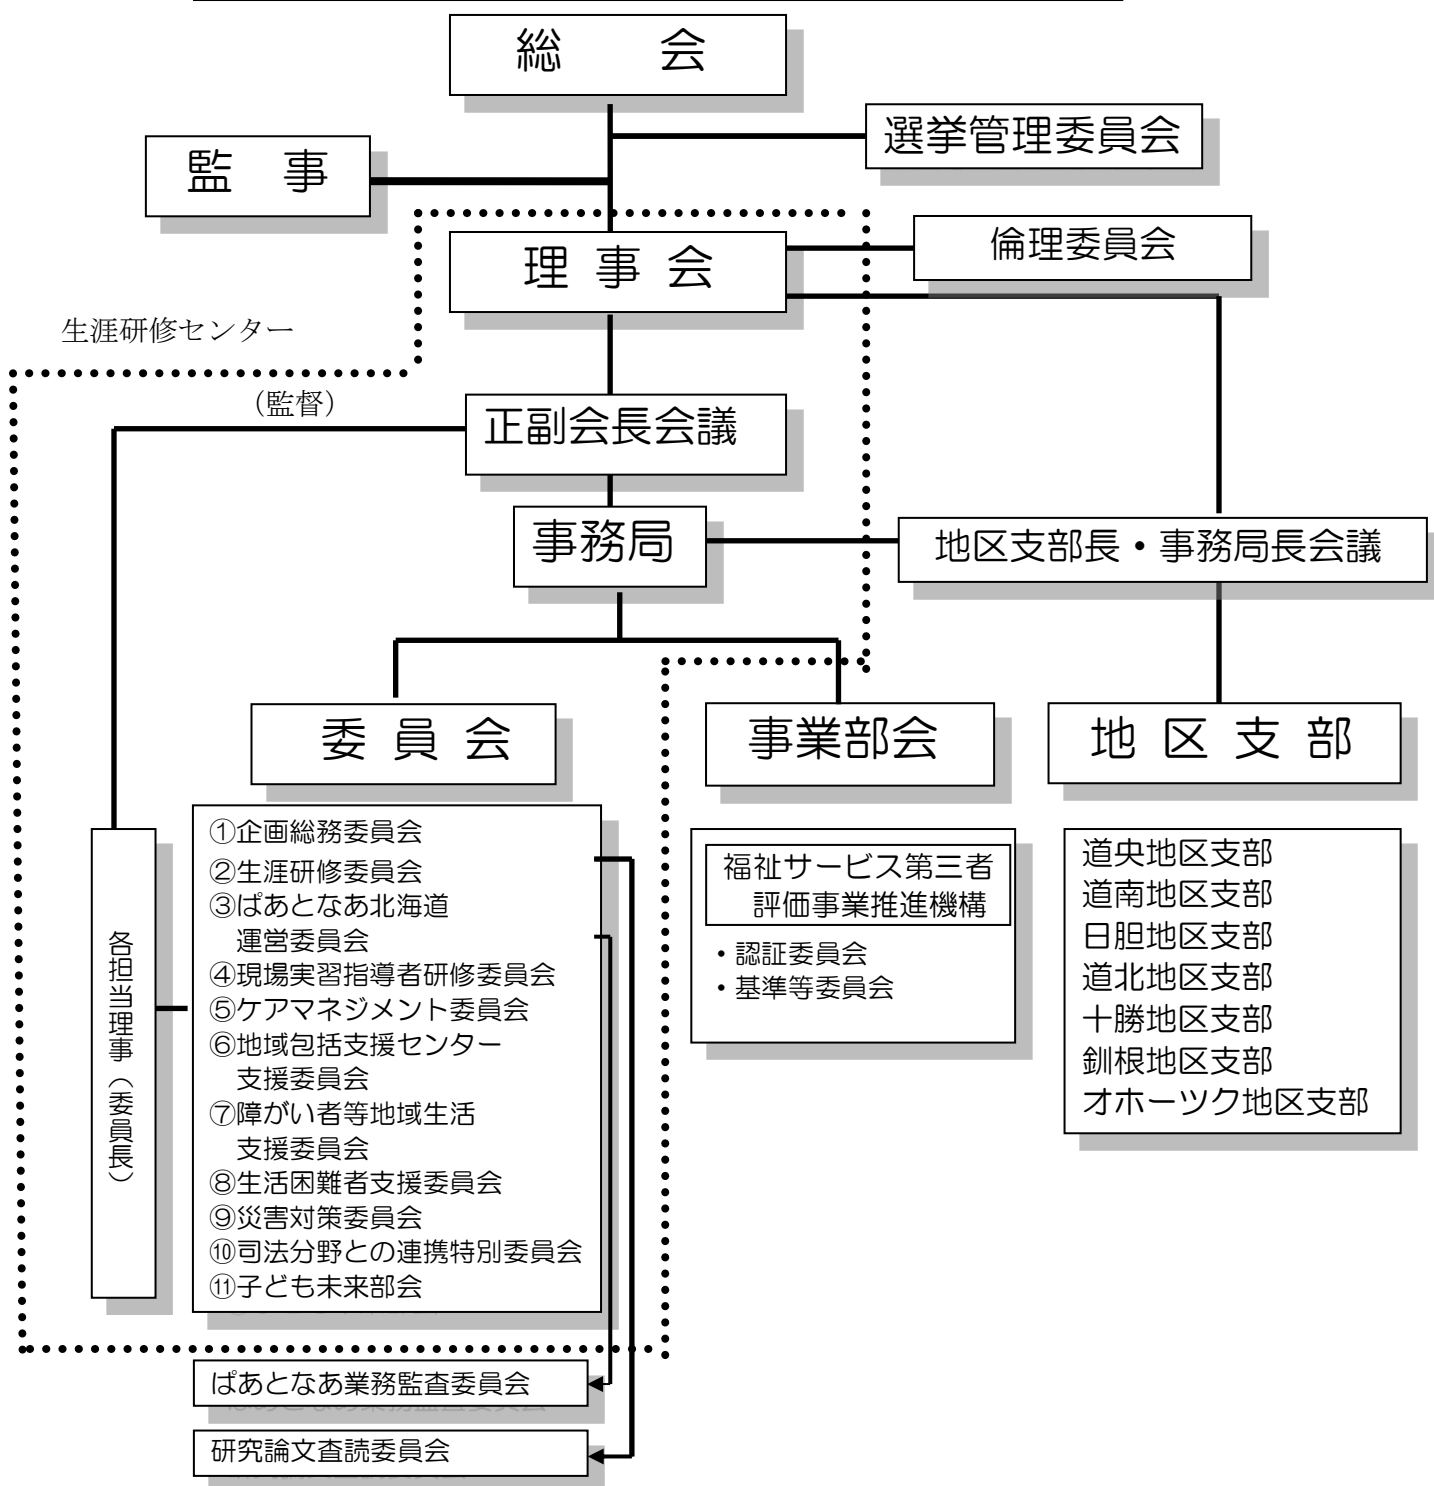 総　会
選挙管理委員会
監　事
倫理委員会
理 事 会
生涯研修センター
（監督）
正副会長会議
事務局
地区支部長・事務局長会議
委 員 会
事業部会
地 区 支 部
各担当理事（委員長）
①企画総務委員会
②生涯研修委員会
③ぱあとなあ北海道
運営委員会
④現場実習指導者研修委員会
⑤ケアマネジメント委員会
⑥地域包括支援センター
支援委員会
⑦障がい者等地域生活
支援委員会
⑧生活困難者支援委員会
⑨災害対策委員会
⑩司法分野との連携特別委員会
⑪子ども未来部会
福祉サービス第三者
評価事業推進機構
・認証委員会
・基準等委員会
道央地区支部
道南地区支部
日胆地区支部
道北地区支部
十勝地区支部
釧根地区支部
オホーツク地区支部
ぱあとなあ業務監査委員会
研究論文査読委員会